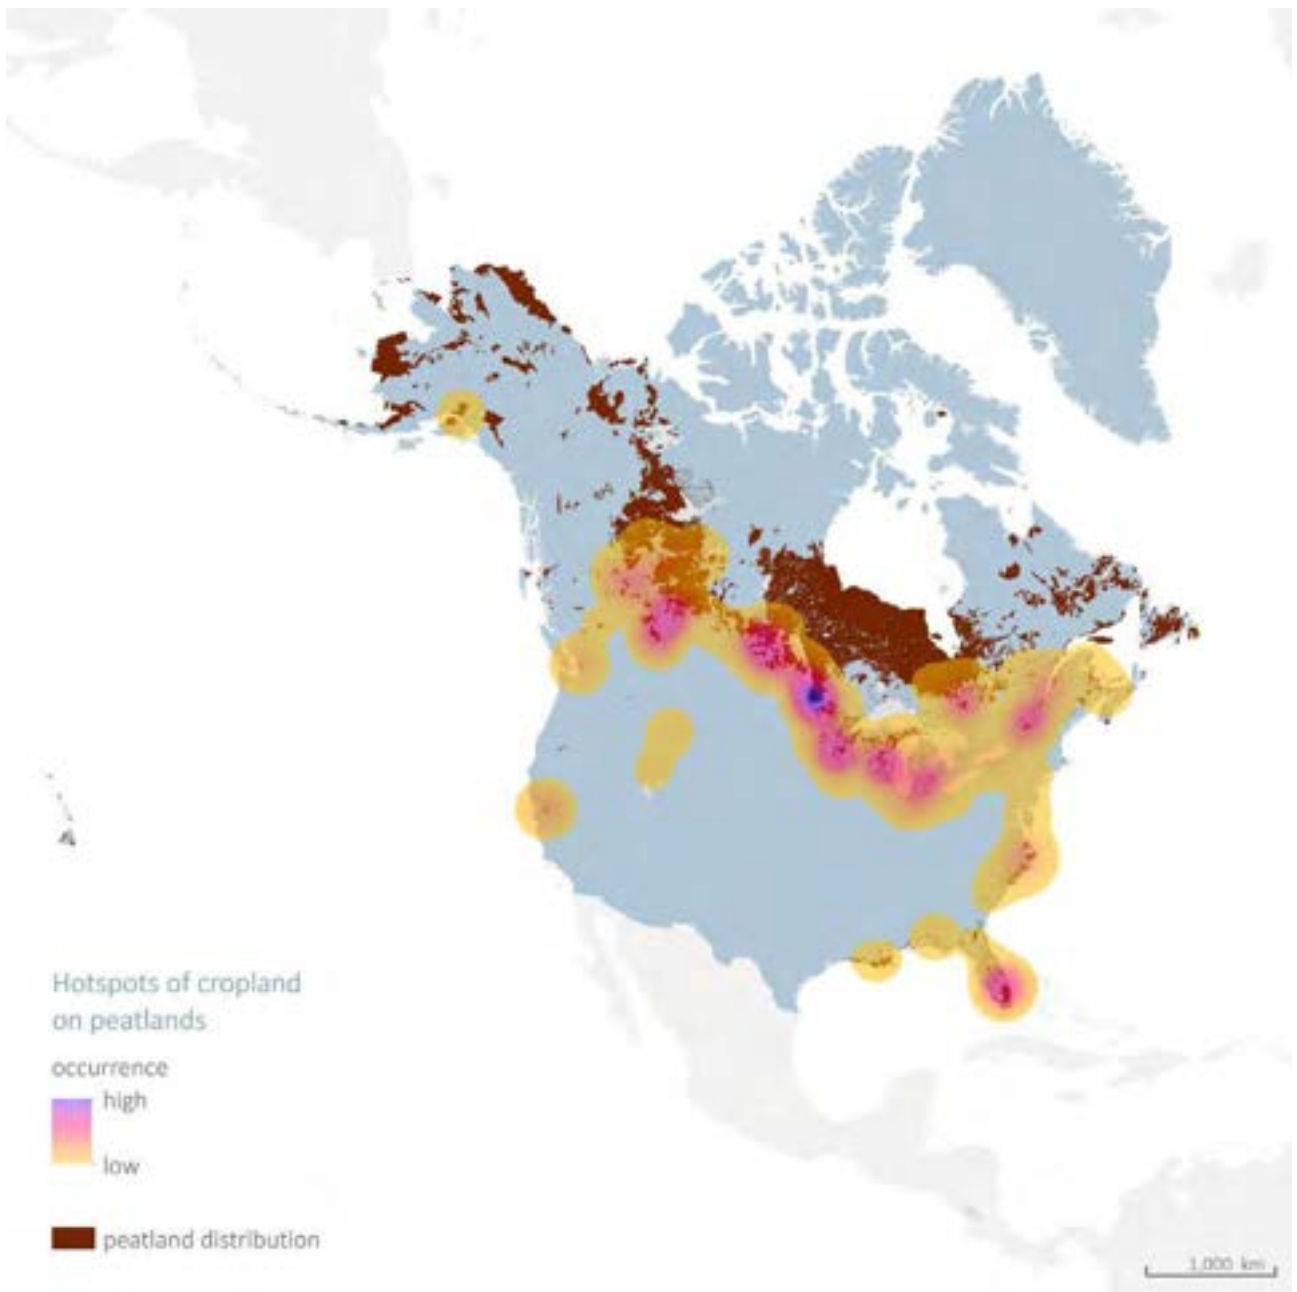 Hotspots of cropland
on peatlands
occurrence
high
low
peatland distribution
1,000 km